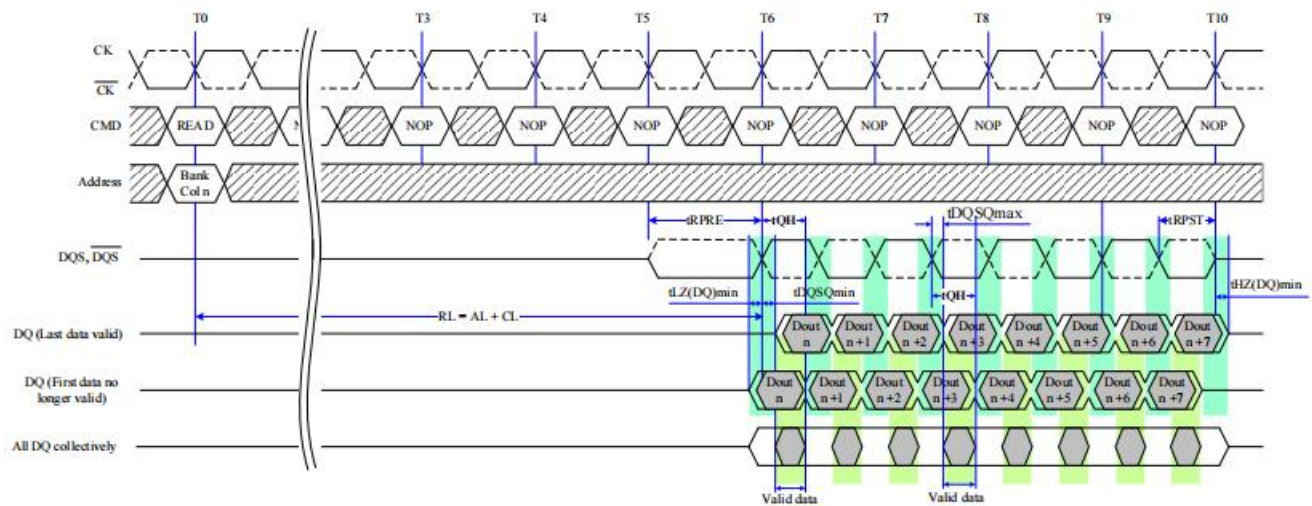 T0 T3 T4 T5 T6 T7 T8 T9 T10
CK
CK
CMD READ NOP NOP NOP NOP NOP NOP NOP NOP
Address Bank
Col n
tRPRE tQH tDQSQmax tRPST
DQS, DQS
tLZ(DQ)min tDQSQmin tQH tHZ(DQ)min
RL = AL + CL
DQ (Last data valid) Dout Dout Dout Dout Dout Dout Dout Dout
n n +1 n +2 n +3 n +4 n +5 n +6 n +7
DQ (First data no Dout Dout Dout Dout Dout Dout Dout Dout
longer valid) n n +1 n +2 n +3 n +4 n +5 n +6 n +7
All DQ collectively
Valid data Valid data